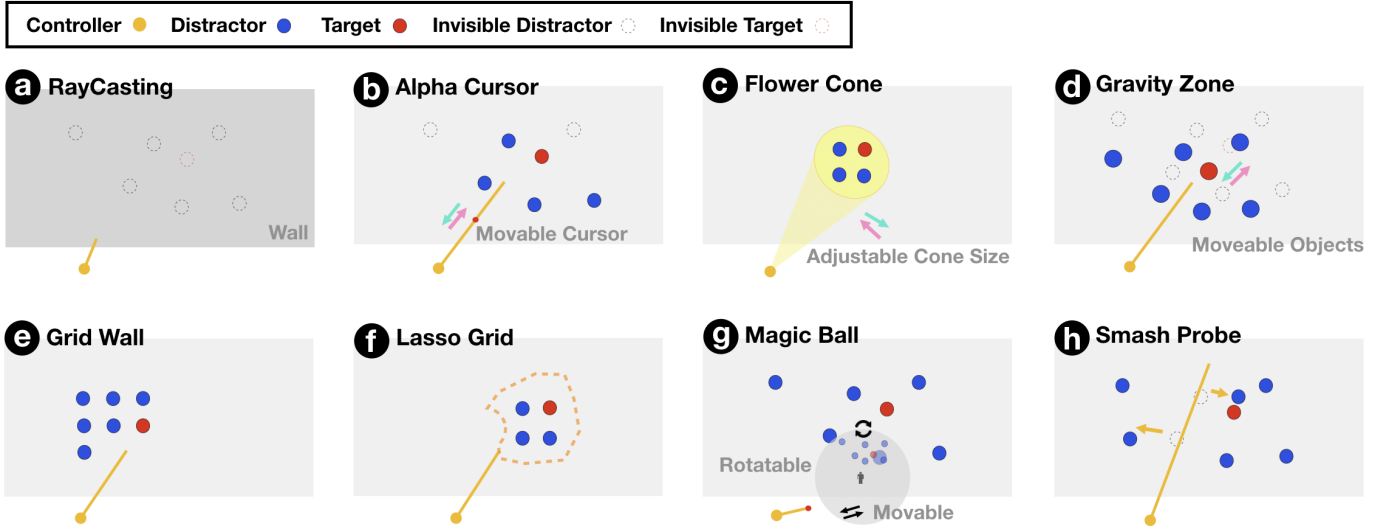 Controller Distractor Target Invisible Distractor Invisible Target
a RayCasting
b Alpha Cursor
c Flower Cone
d Gravity Zone
Wall
Movable Cursor
Adjustable Cone Size
Moveable Objects
e Grid Wall
f Lasso Grid
g Magic Ball
h Smash Probe
Rotatable
Movable